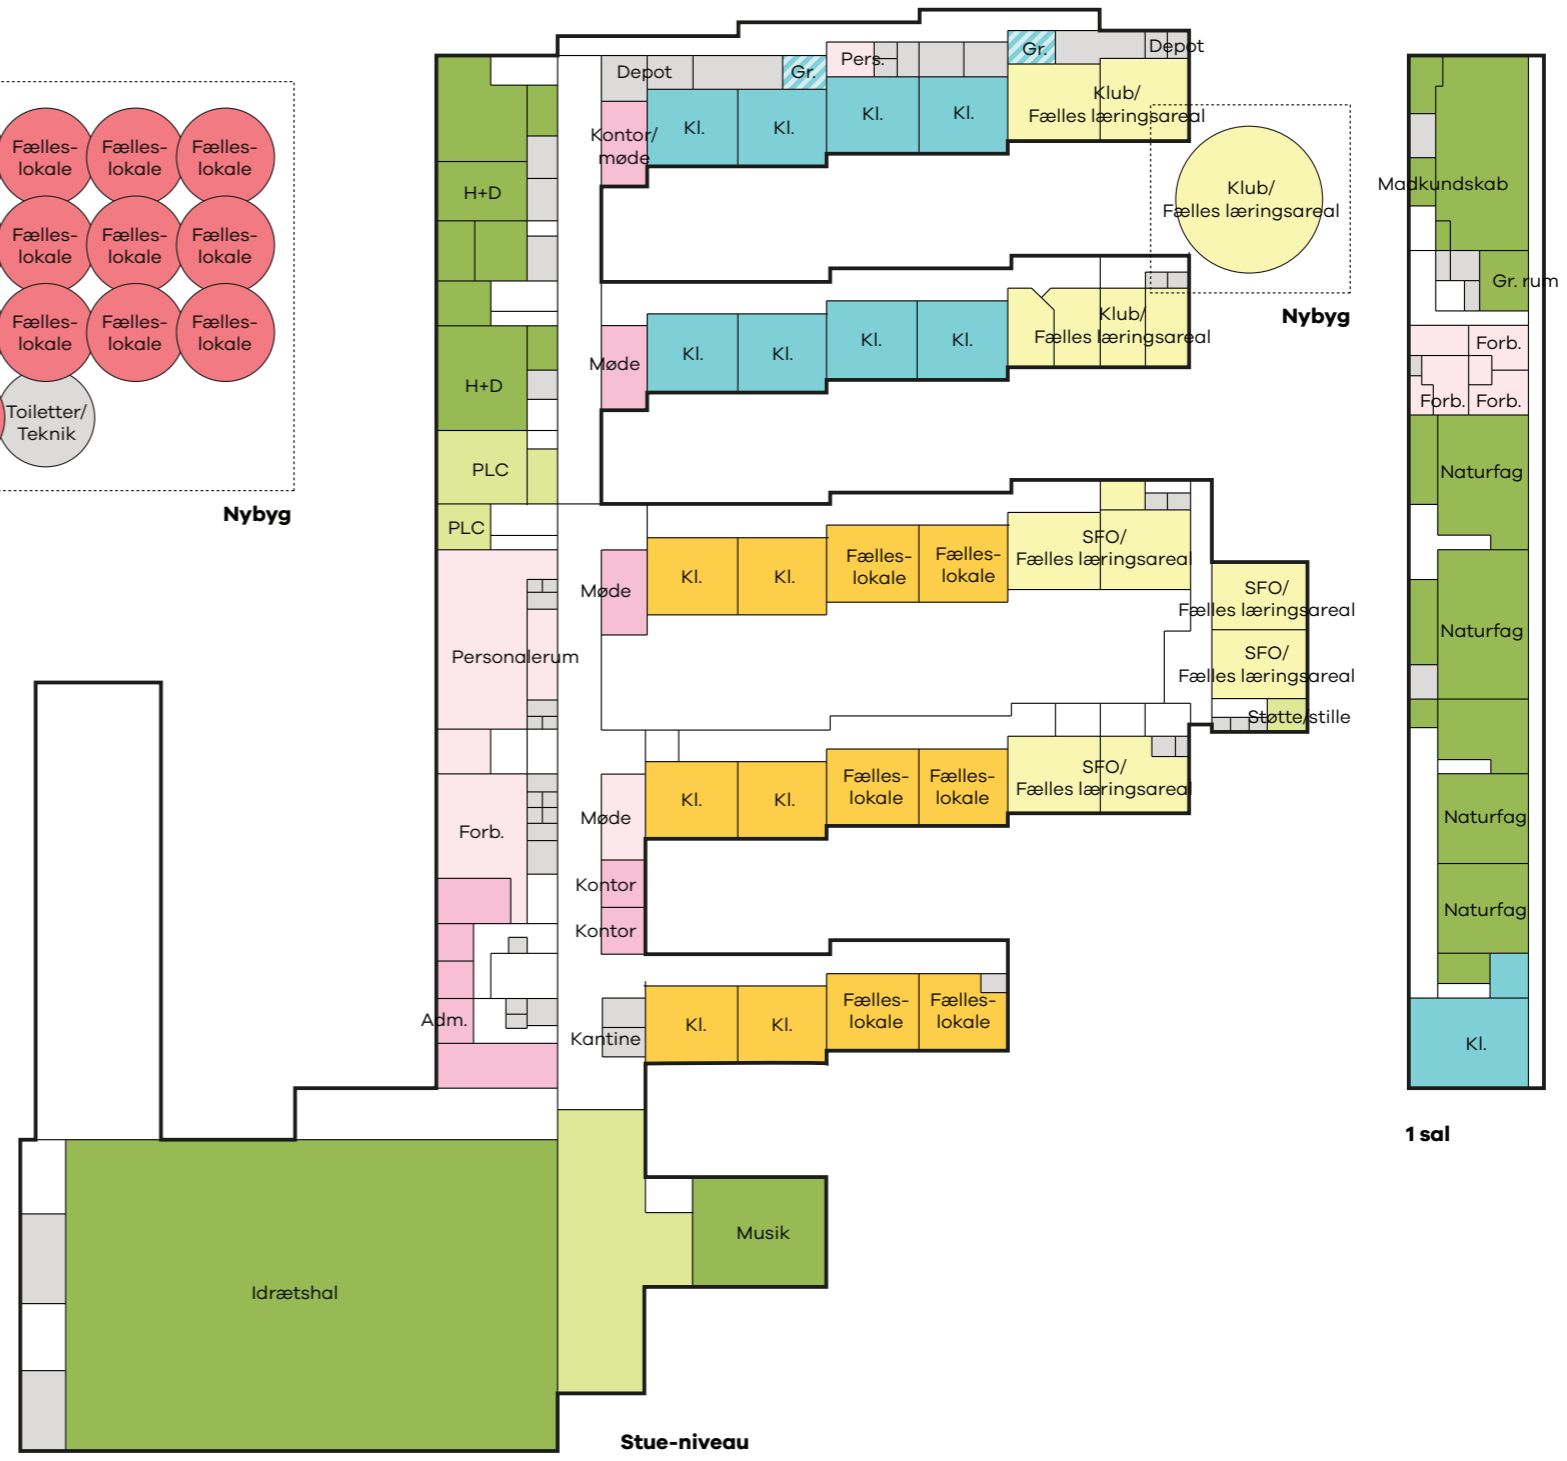 Fælles-
lokale
Fælles-
lokale
Fælles-
lokale
Fælles-
lokale
Fælles-
lokale
Fælles-
lokale
Fælles-
lokale
Fælles-
lokale
Fælles-
lokale
Toiletter/
Teknik
Nybyg
H+D
H+D
PLC
PLC
Personalerum
Forb.
Adm.
Depot
Gr.
Pers.
Gr.
Depot
Kontor/
møde
Kl.
Kl.
Kl.
Kl.
Klub/
Fælles læringsareal
Klub/
Fælles læringsareal
Nybyg
Møde
Kl.
Kl.
Kl.
Kl.
Klub/
Fælles læringsareal
Møde
Kl.
Kl.
Fælles-
lokale
Fælles-
lokale
SFO/
Fælles læringsareal
SFO/
Fælles læringsareal
SFO/
Fælles læringsareal
Støtte/stille
Møde
Kl.
Kl.
Fælles-
lokale
Fælles-
lokale
SFO/
Fælles læringsareal
Kontor
Kontor
Kantine
Kl.
Kl.
Fælles-
lokale
Fælles-
lokale
Musik
Idrætshal
Stue-niveau
Madkundskab
Gr. rum
Forb.
Forb.
Forb.
Naturfag
Naturfag
Naturfag
Naturfag
Kl.
1 sal